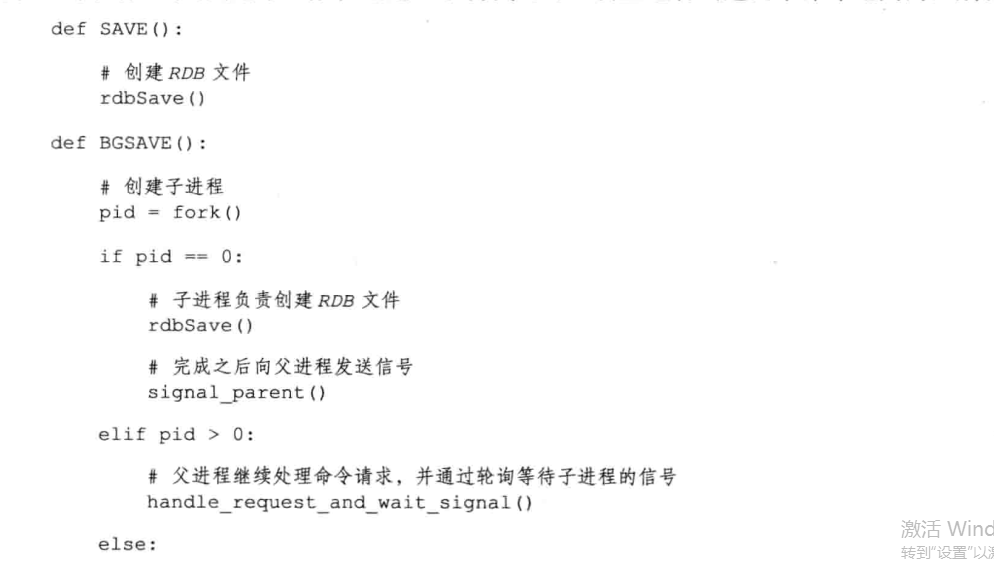 def SAVE():
# 创建 RDB 文件
rdbSave()
def BGSAVE():
# 创建子进程
pid = fork()
if pid == 0:
# 子进程负责创建 RDB 文件
rdbSave()
# 完成之后向父进程发送信号
signal_parent()
elif pid > 0:
# 父进程继续处理命令请求，并通过轮询等待子进程的信号
handle_request_and_wait_signal()
else:
激活 Wind
转到"设置"以激